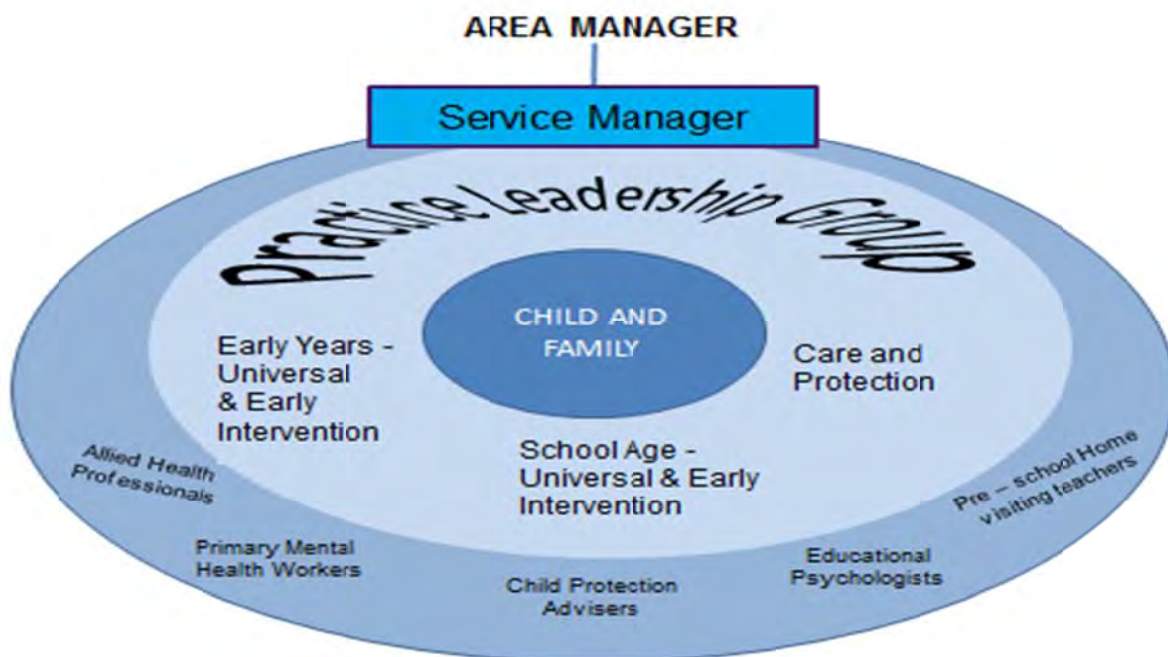 AREA MANAGER
Service Manager
Practice Leadership Group
CHILD AND
FAMILY
Early Years -
Universal
& Early
Intervention
Care and
Protection
School Age -
Universal & Early
Intervention
Allied Health
Professionals
Primary Mental
Health Workers
Child Protection
Advisers
Educational
Psychologists
Pre – school Home
visiting teachers